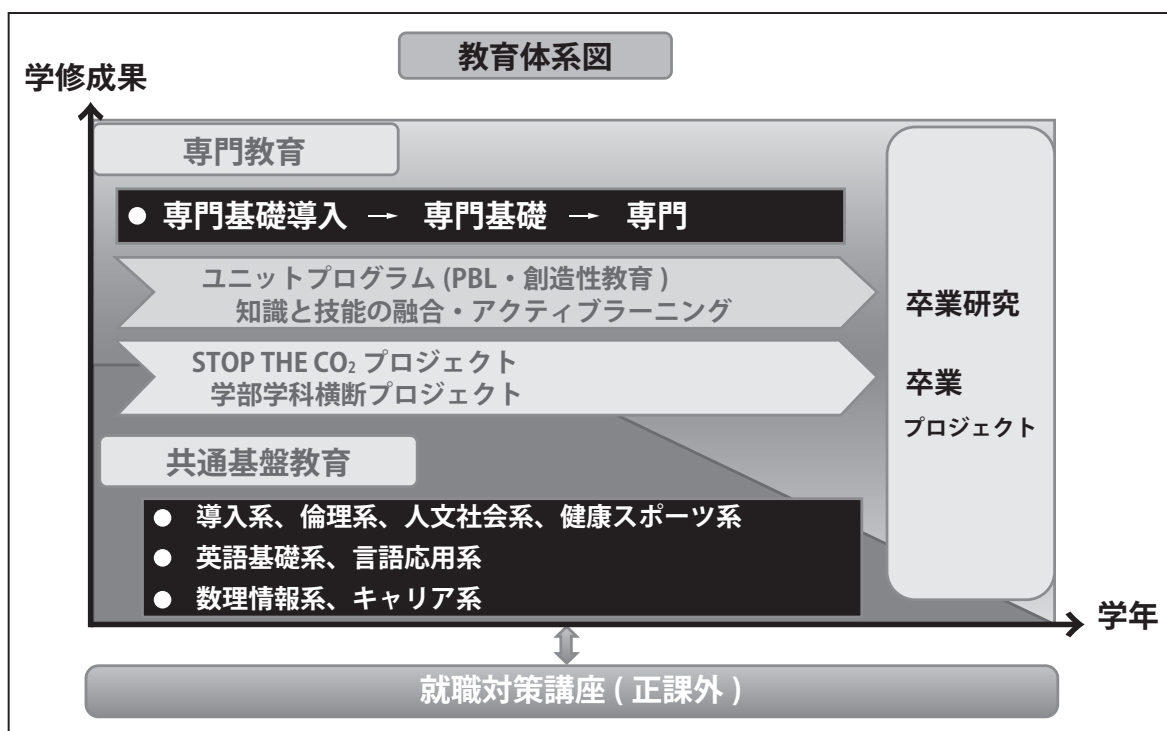 教育体系図
学修成果
専門教育
● 専門基礎導入 → 専門基礎 → 専門
ユニットプログラム (PBL・創造性教育 )
知識と技能の融合・アクティブラーニング
STOP THE CO₂ プロジェクト
学部学科横断プロジェクト
卒業研究
卒業
プロジェクト
共通基盤教育
● 導入系、倫理系、人文社会系、健康スポーツ系
● 英語基礎系、言語応用系
● 数理情報系、キャリア系
学年
就職対策講座 ( 正課外 )